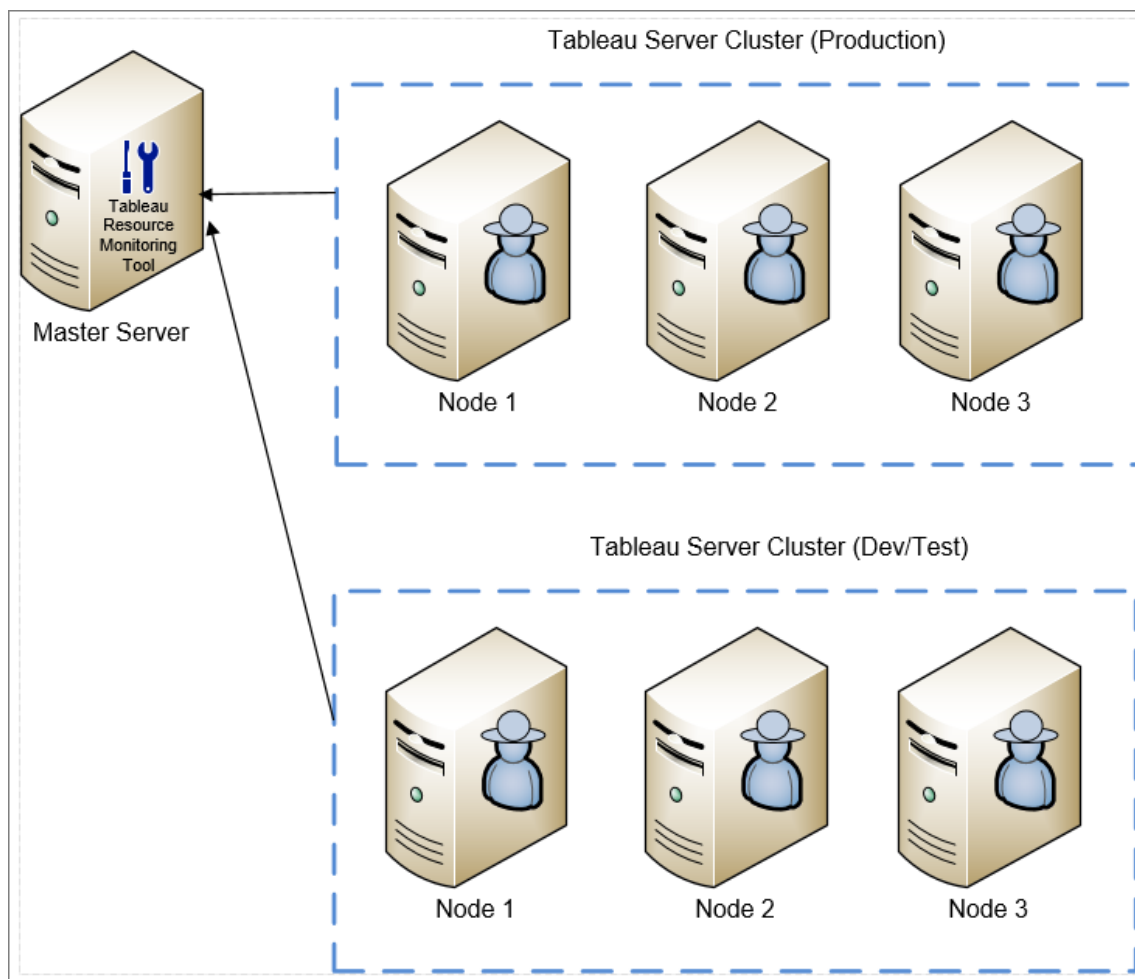 Tableau Server Cluster (Production)
Tableau
Resource
Monitoring
Tool
Master Server
Node 1
Node 2
Node 3
Tableau Server Cluster (Dev/Test)
Node 1
Node 2
Node 3